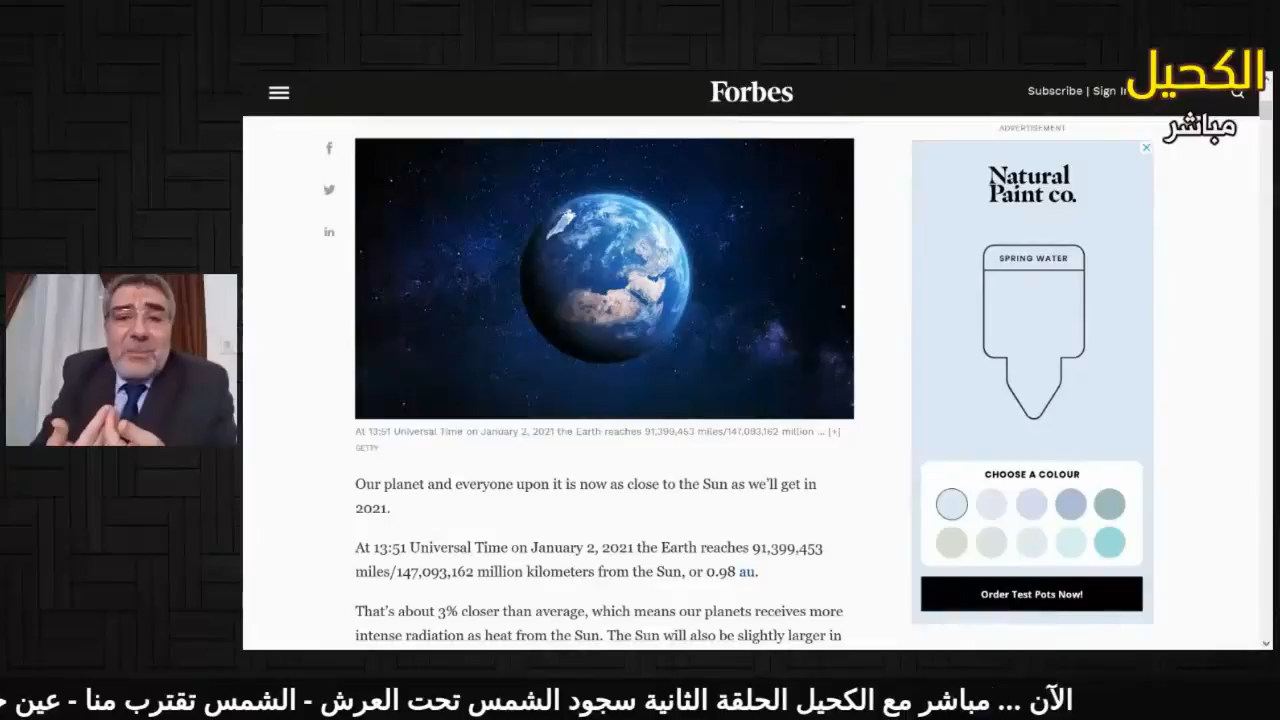 الكحيل
مباشر
Forbes
Subscribe | Sign I
ADVERTISEMENT
Natural
Paint co.
SPRING WATER
CHOOSE A COLOUR
Order Test Pots Now!
At 13:51 Universal Time on January 2, 2021 the Earth reaches 91,399,453 miles/147,093,162 million ... [+]
GETTY
Our planet and everyone upon it is now as close to the Sun as we'll get in
2021.
At 13:51 Universal Time on January 2, 2021 the Earth reaches 91,399,453
miles/147,093,162 million kilometers from the Sun, or 0.98 au.
That's about 3% closer than average, which means our planets receives more
intense radiation as heat from the Sun. The Sun will also be slightly larger in
الآن ... مباشر مع الكحيل الحلقة الثانية سجود الشمس تحت العرش - الشمس تقترب منا - عين